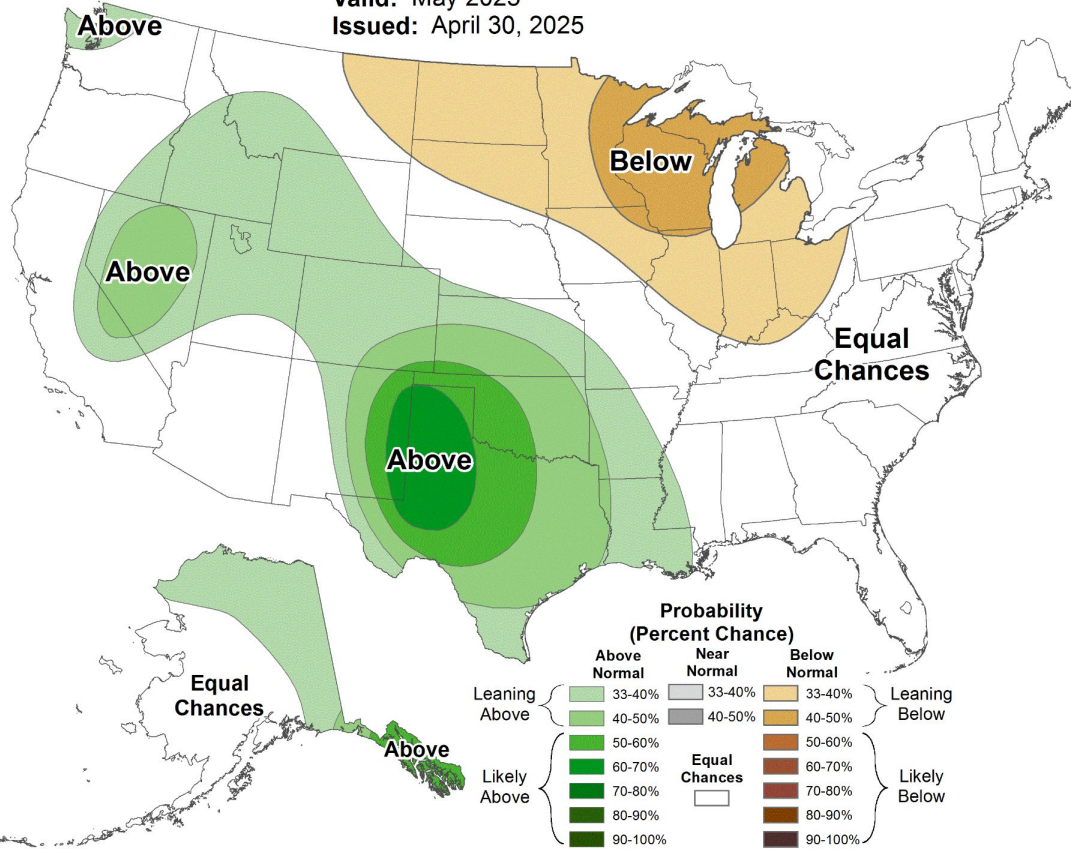 Valid: May 2025
Issued: April 30, 2025
Above
Below
Above
Equal
Chances
Above
Equal
Chances
Above
Probability
(Percent Chance)
Above
Normal
Near
Normal
Below
Normal
Leaning
Above
33-40%
40-50%
33-40%
40-50%
33-40%
40-50%
Leaning
Below
Likely
Above
50-60%
60-70%
70-80%
80-90%
90-100%
Equal
Chances
50-60%
60-70%
70-80%
80-90%
90-100%
Likely
Below